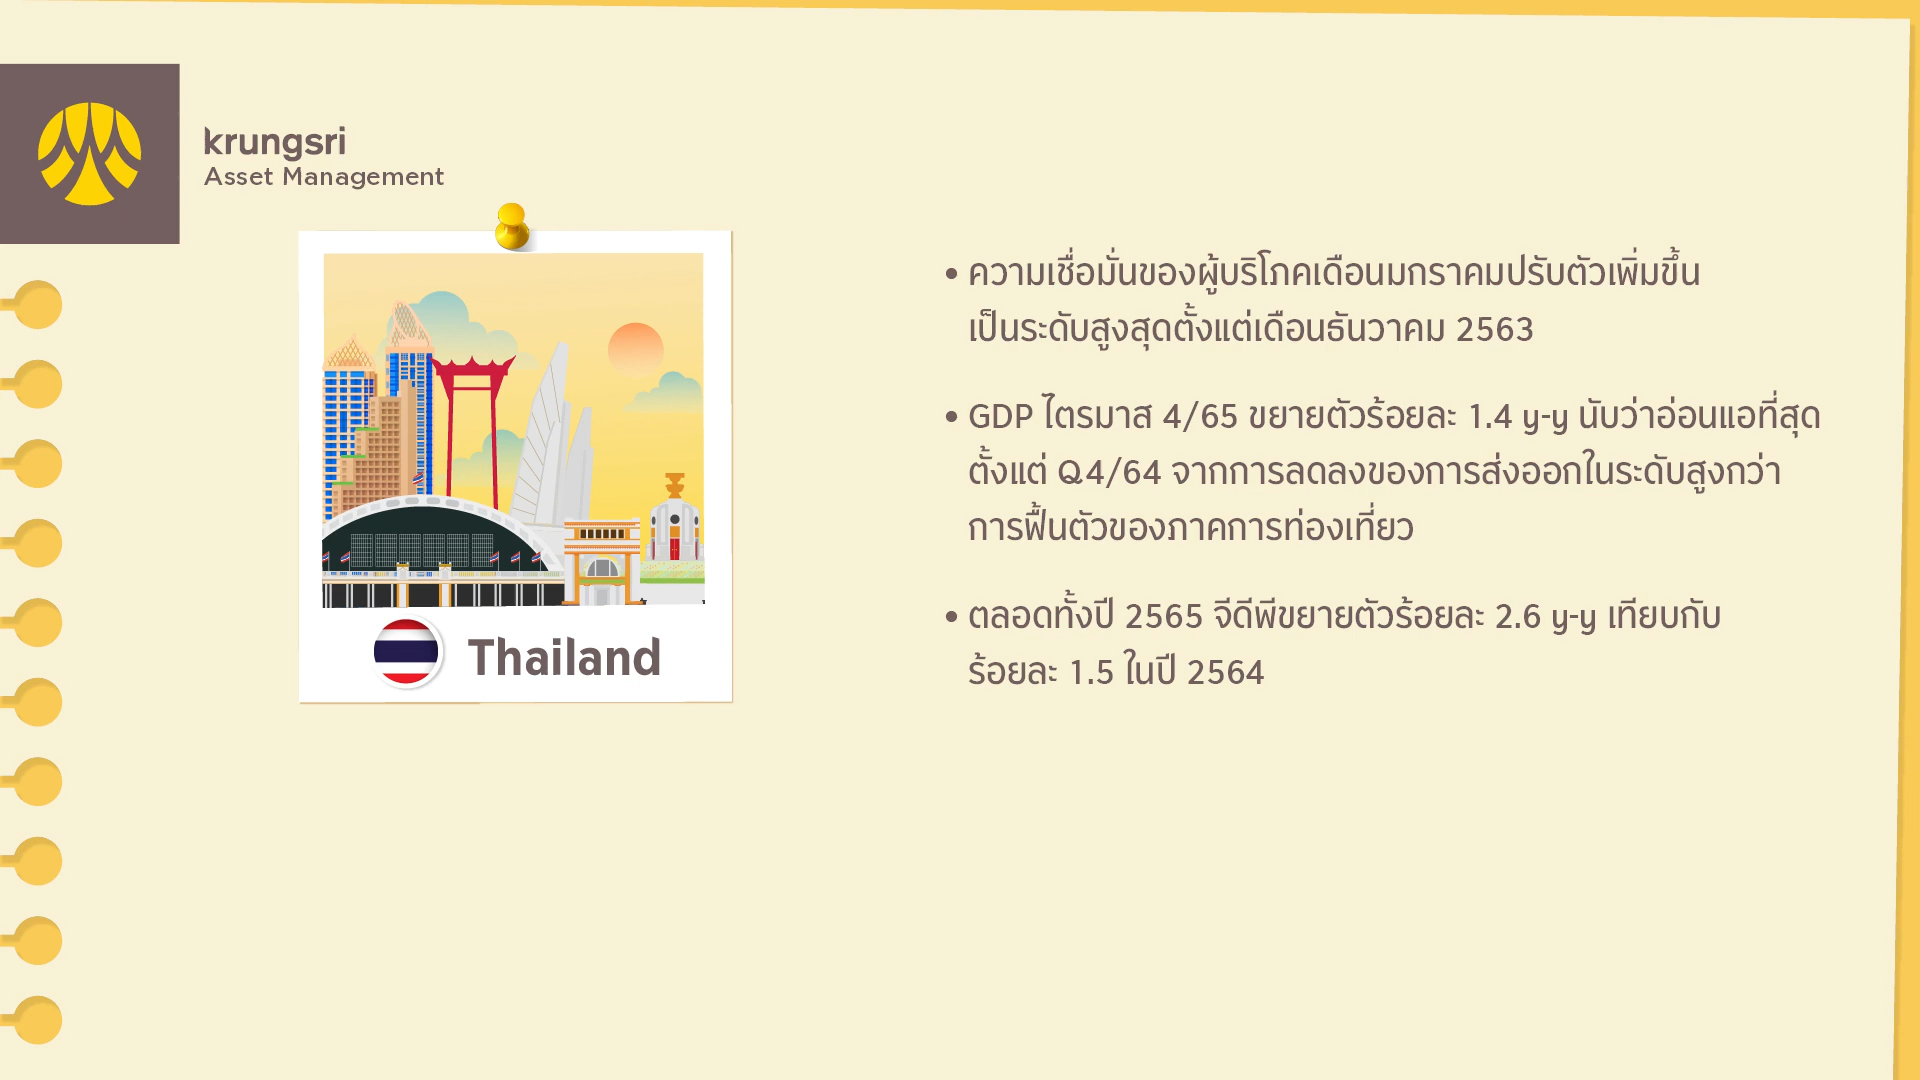 krungsri
Asset Management
Thailand
• ความเชื่อมั่นของผู้บริโภคเดือนมกราคมปรับตัวเพิ่มขึ้น
เป็นระดับสูงสุดตั้งแต่เดือนธันวาคม 2563
• GDP ไตรมาส 4/65 ขยายตัวร้อยละ 1.4 y-y นับว่าอ่อนแอที่สุด
ตั้งแต่ Q4/64 จากการลดลงของการส่งออกในระดับสูงกว่า
การฟื้นตัวของภาคการท่องเที่ยว
• ตลอดทั้งปี 2565 จีดีพีขยายตัวร้อยละ 2.6 y-y เทียบกับ
ร้อยละ 1.5 ในปี 2564